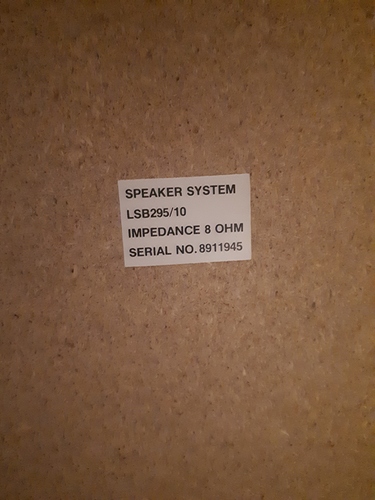 SPEAKER SYSTEM
LSB295/10
IMPEDANCE 8 OHM
SERIAL NO. 8911945